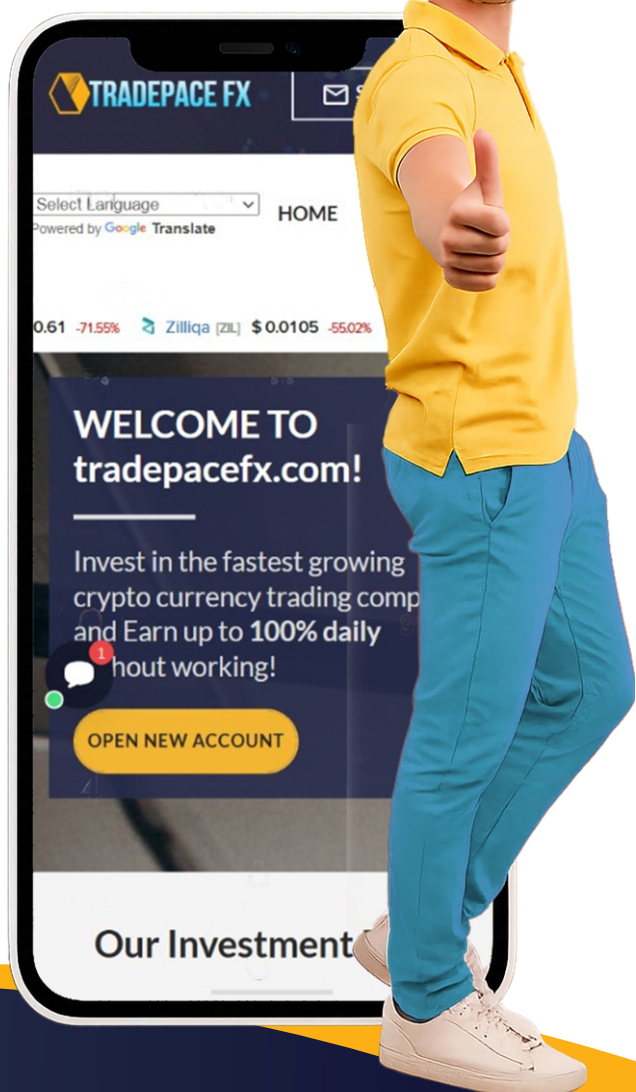 TRADEPACE FX
Select Language
HOME
Powered by Google Translate
0.61 -71.55% Zilliqa [ZIL] $ 0.0105 -55.02%
WELCOME TO
tradepacefx.com!
Invest in the fastest growing
crypto currency trading comp
and Earn up to 100% daily
1
hout working!
OPEN NEW ACCOUNT
Our Investment